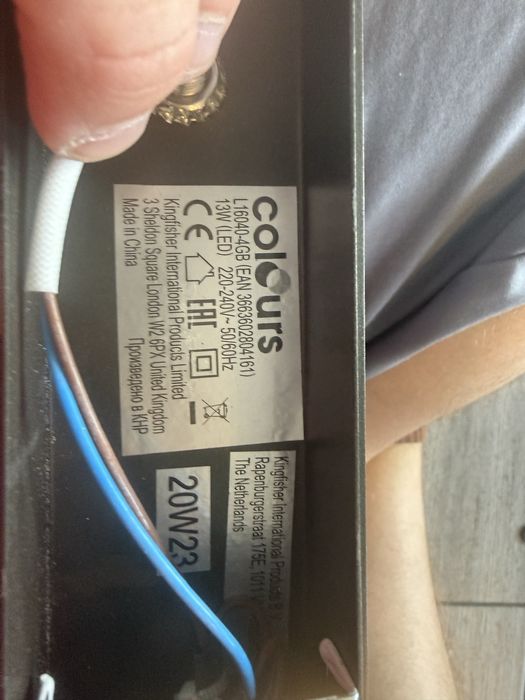 colours
L16040-4GB (EAN 3663602804161)
13W (LED) 220-240V~ 50/60Hz
CE EAC
Kingfisher International Products Limited
3 Sheldon Square London W2 6PX United Kingdom
Made in China Произведено в КНР
Kingfisher International Products B.V.
Rapenburgerstraat 175E, 1011
The Netherlands
20W23